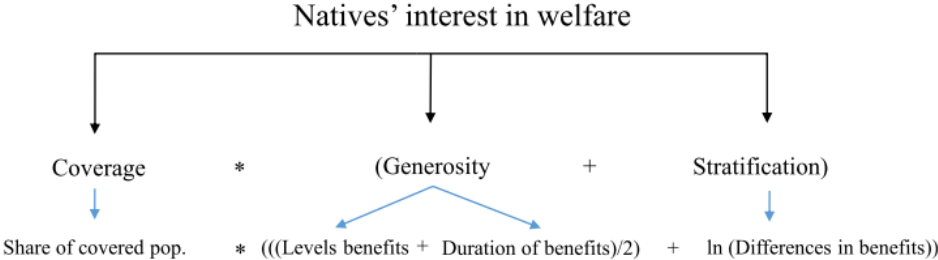 Natives’ interest in welfare
Coverage * (Generosity + Stratification)
Share of covered pop. * (((Levels benefits + Duration of benefits)/2) + ln (Differences in benefits))